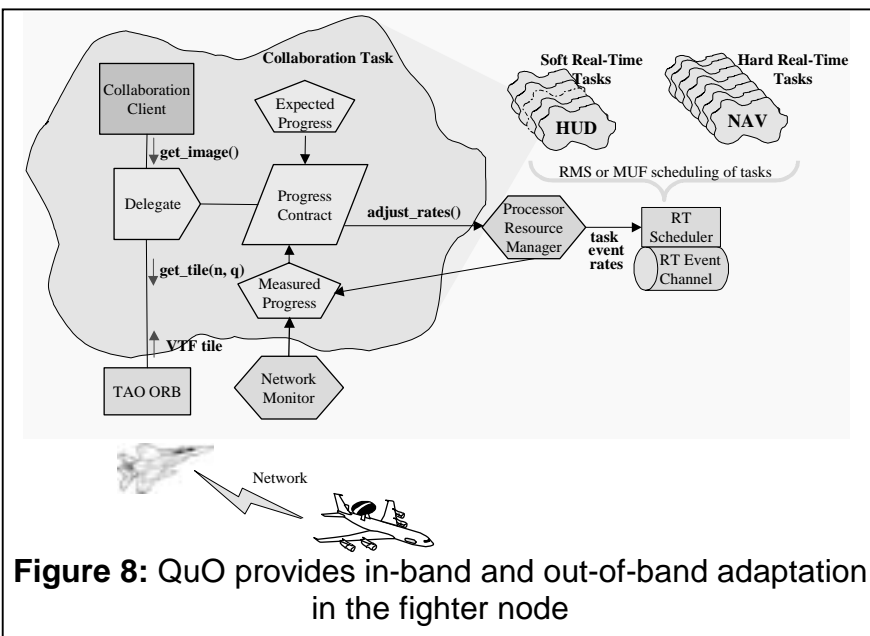 Collaboration Task
Soft Real-Time
Tasks
Hard Real-Time
Tasks
Collaboration
Client
Expected
Progress
HUD
NAV
get_image()
RMS or MUF scheduling of tasks
Delegate
Progress
Contract
adjust_rates()
Processor
Resource
Manager
task
event
rates
RT
Scheduler
RT Event
Channel
get_tile(n, q)
Measured
Progress
VTF tile
TAO ORB
Network
Monitor
Network
Figure 8: QuO provides in-band and out-of-band adaptation
in the fighter node